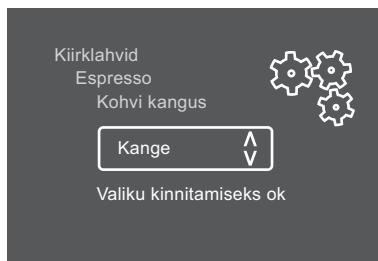 Kiirklahvid
Espresso
Kohvi kangus
Kange
Valiku kinnitamiseks ok